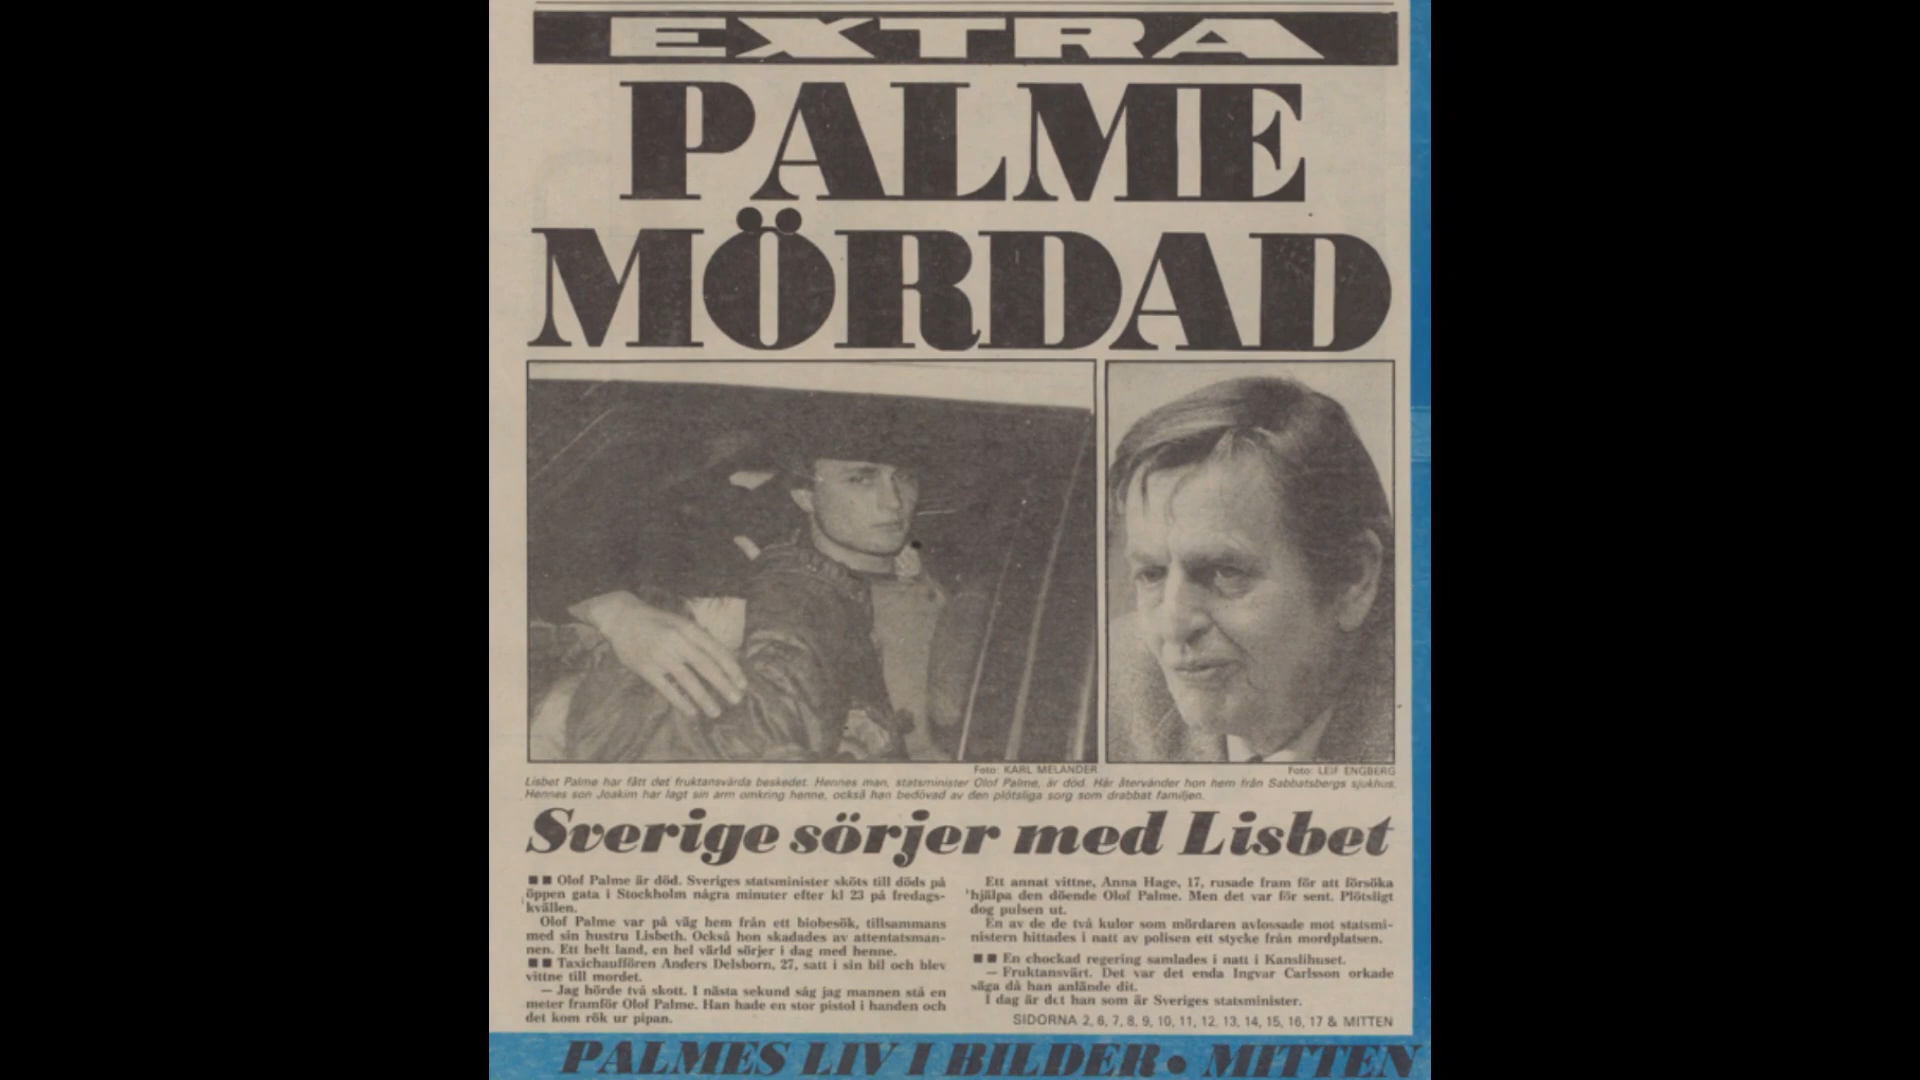 EXTRA
PALME
MÖRDAD
Foto: KARL MELANDER
Foto: LEIF ENGBERG
Lisbet Palme har fått det fruktansvärda beskedet. Hennes man, statsminister Olof Palme, är död. Här återvänder hon hem från Sabbatsbergs sjukhus.
Hennes son Joakim har lagt sin arm omkring henne, också han bedövad av den plötsliga sorg som drabbat familjen.
Sverige sörjer med Lisbet
■■ Olof Palme är död. Sveriges statsminister sköts till döds på
öppen gata i Stockholm några minuter efter kl 23 på fredags-
kvällen.
Olof Palme var på väg hem från ett biobesök, tillsammans
med sin hustru Lisbeth. Också hon skadades av attentatsman-
nen. Ett helt land, en hel värld sörjer i dag med henne.
■■ Taxichauffören Anders Delsborn, 27, satt i sin bil och blev
vittne till mordet.
— Jag hörde två skott. I nästa sekund såg jag mannen stå en
meter framför Olof Palme. Han hade en stor pistol i handen och
det kom rök ur pipan.
Ett annat vittne, Anna Hage, 17, rusade fram för att försöka
hjälpa den döende Olof Palme. Men det var för sent. Plötsligt
dog pulsen ut.
En av de de två kulor som mördaren avlossade mot statsmi-
nistern hittades i natt av polisen ett stycke från mordplatsen.
■■ En chockad regering samlades i natt i Kanslihuset.
— Fruktansvärt. Det var det enda Ingvar Carlsson orkade
säga då han anlände dit.
I dag är det han som är Sveriges statsminister.
SIDORNA 2, 6, 7, 8, 9, 10, 11, 12, 13, 14, 15, 16, 17 & MITTEN
PALMES LIV I BILDER • MITTEN